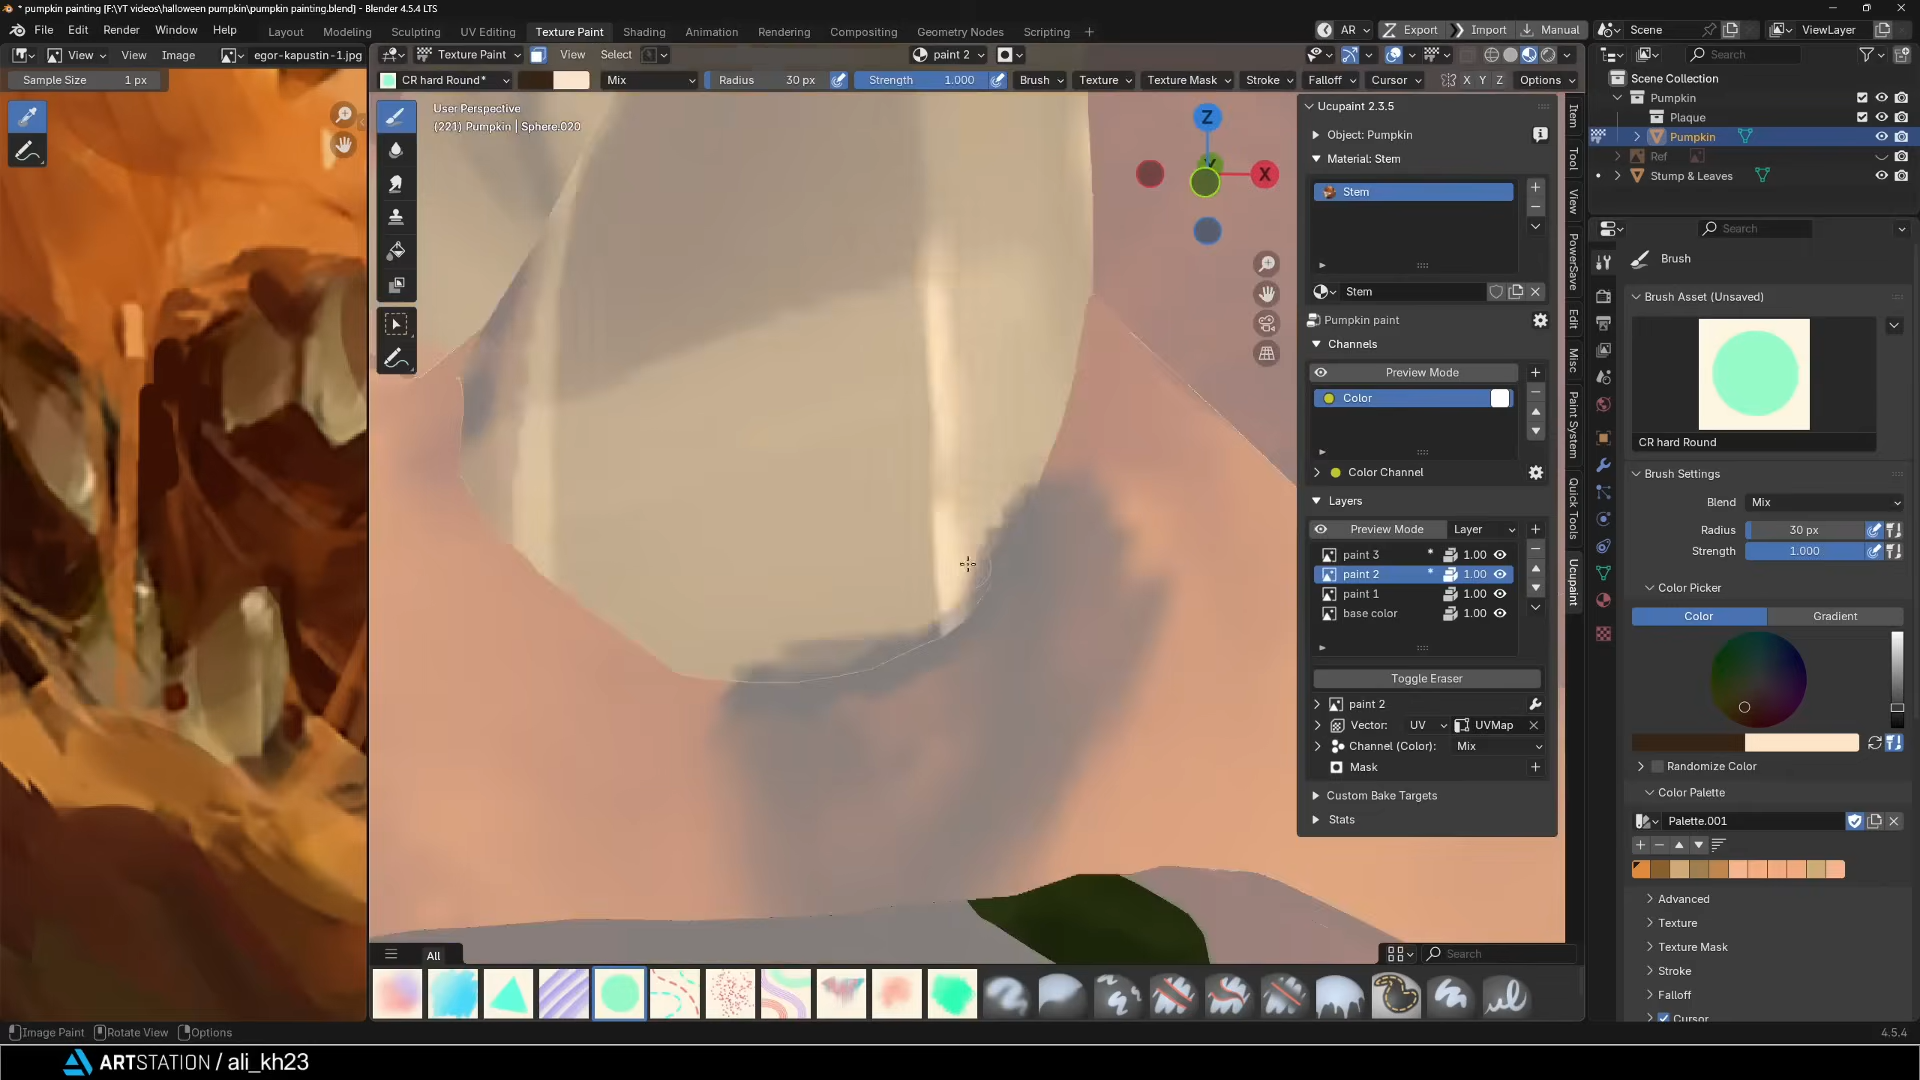 * pumpkin painting [F:\YT videos\halloween pumpkin\pumpkin painting.blend] - Blender 4.5.4 LTS
File Edit Render Window Help Layout Modeling Sculpting UV Editing Texture Paint Shading Animation Rendering Compositing Geometry Nodes Scripting AR Export Import Manual Scene ViewLayer
View View Image egor-kapustin-1.jpg Texture Paint View Select paint 2 Search
Sample Size 1 px CR hard Round* Mix Radius 30 px Strength 1.000 Brush Texture Texture Mask Stroke Falloff Cursor X Y Z Options
Scene Collection
Pumpkin
Plaque
Pumpkin
Ref
Stump & Leaves
User Perspective
(221) Pumpkin | Sphere.020
Z
X
Ucupaint 2.3.5
Object: Pumpkin
Material: Stem
Stem
Stem
Pumpkin paint
Channels
Preview Mode
Color
Color Channel
Layers
Preview Mode Layer
paint 3 * 1.00
paint 2 * 1.00
paint 1 1.00
base color 1.00
Toggle Eraser
paint 2
Vector: UV UVMap
Channel (Color): Mix
Mask
Custom Bake Targets
Stats
Item
Tool
View
PowerSave
Edit
Misc
Paint System
Quick Tools
Ucupaint
Search
Brush
Brush Asset (Unsaved)
CR hard Round
Brush Settings
Blend Mix
Radius 30 px
Strength 1.000
Color Picker
Color Gradient
Randomize Color
Color Palette
Palette.001
Advanced
Texture
Texture Mask
Stroke
Falloff
Cursor
All Search
Image Paint Rotate View Options 4.5.4
ARTSTATION / ali_kh23